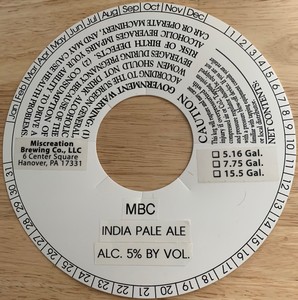 Jan Feb Mar Apr May Jun Jul Aug Sep Oct Nov Dec
1 2 3 4 5 6 7 8 9 10 11 12 13 14 15 16 17 18 19 20 21 22 23 24 25 26 27 28 29 30 31
GOVERNMENT WARNING: (1)
ACCORDING TO THE SURGEON GENERAL
WOMEN SHOULD NOT DRINK ALCOHOLIC
BEVERAGES DURING PREGNANCY BECAUSE OF THE
RISK OF BIRTH DEFECTS. (2) CONSUMPTION OF
ALCOHOLIC BEVERAGES IMPAIRS YOUR ABILITY TO DRIVE A
CAR OR OPERATE MACHINERY, AND MAY CAUSE HEALTH PROBLEMS.
CAUTION
NET CONTENTS:
5.16 Gal.
7.75 Gal.
15.5 Gal.
Miscreation
Brewing Co., LLC
6 Center Square
Hanover, PA 17331
MBC
INDIA PALE ALE
ALC. 5% BY VOL.